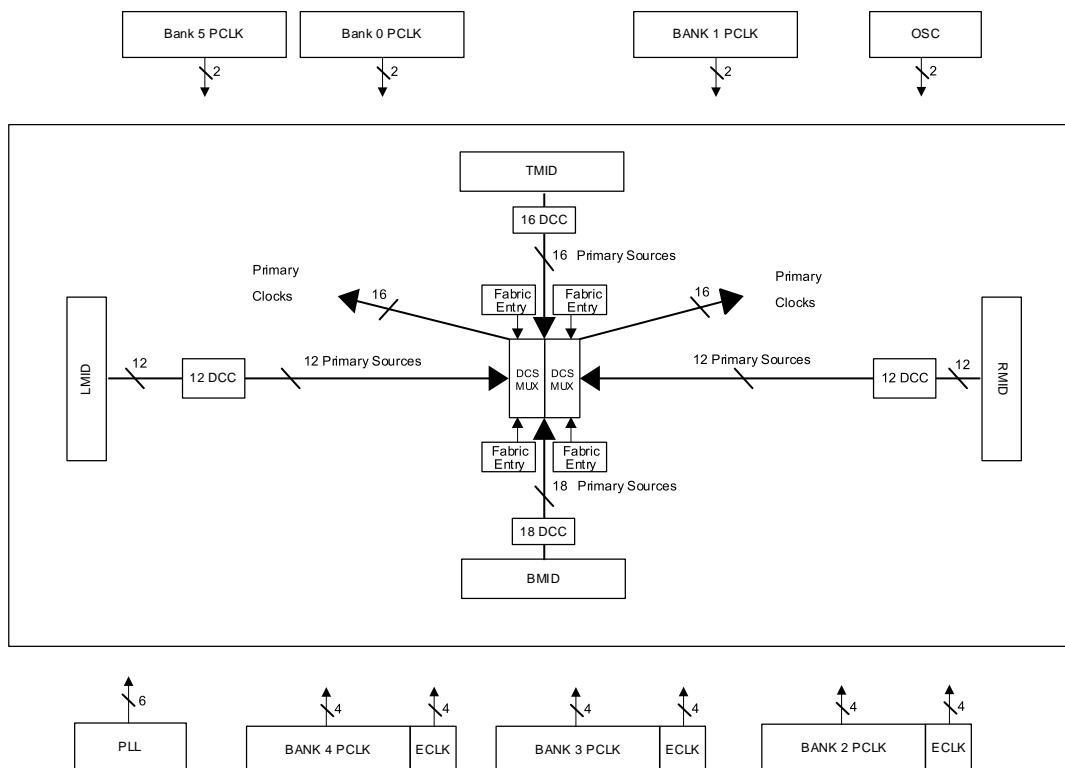 Bank 5 PCLK
Bank 0 PCLK
BANK 1 PCLK
OSC
2
2
2
2
TMID
16 DCC
16 Primary Sources
Primary
Clocks
16
Fabric
Entry
Fabric
Entry
16
Primary
Clocks
LMID
12
12 DCC
12 Primary Sources
DCS
MUX
DCS
MUX
12 Primary Sources
12 DCC
12
RMID
Fabric
Entry
Fabric
Entry
18 Primary Sources
18 DCC
BMID
6
4
4
4
4
4
4
PLL
BANK 4 PCLK
ECLK
BANK 3 PCLK
ECLK
BANK 2 PCLK
ECLK